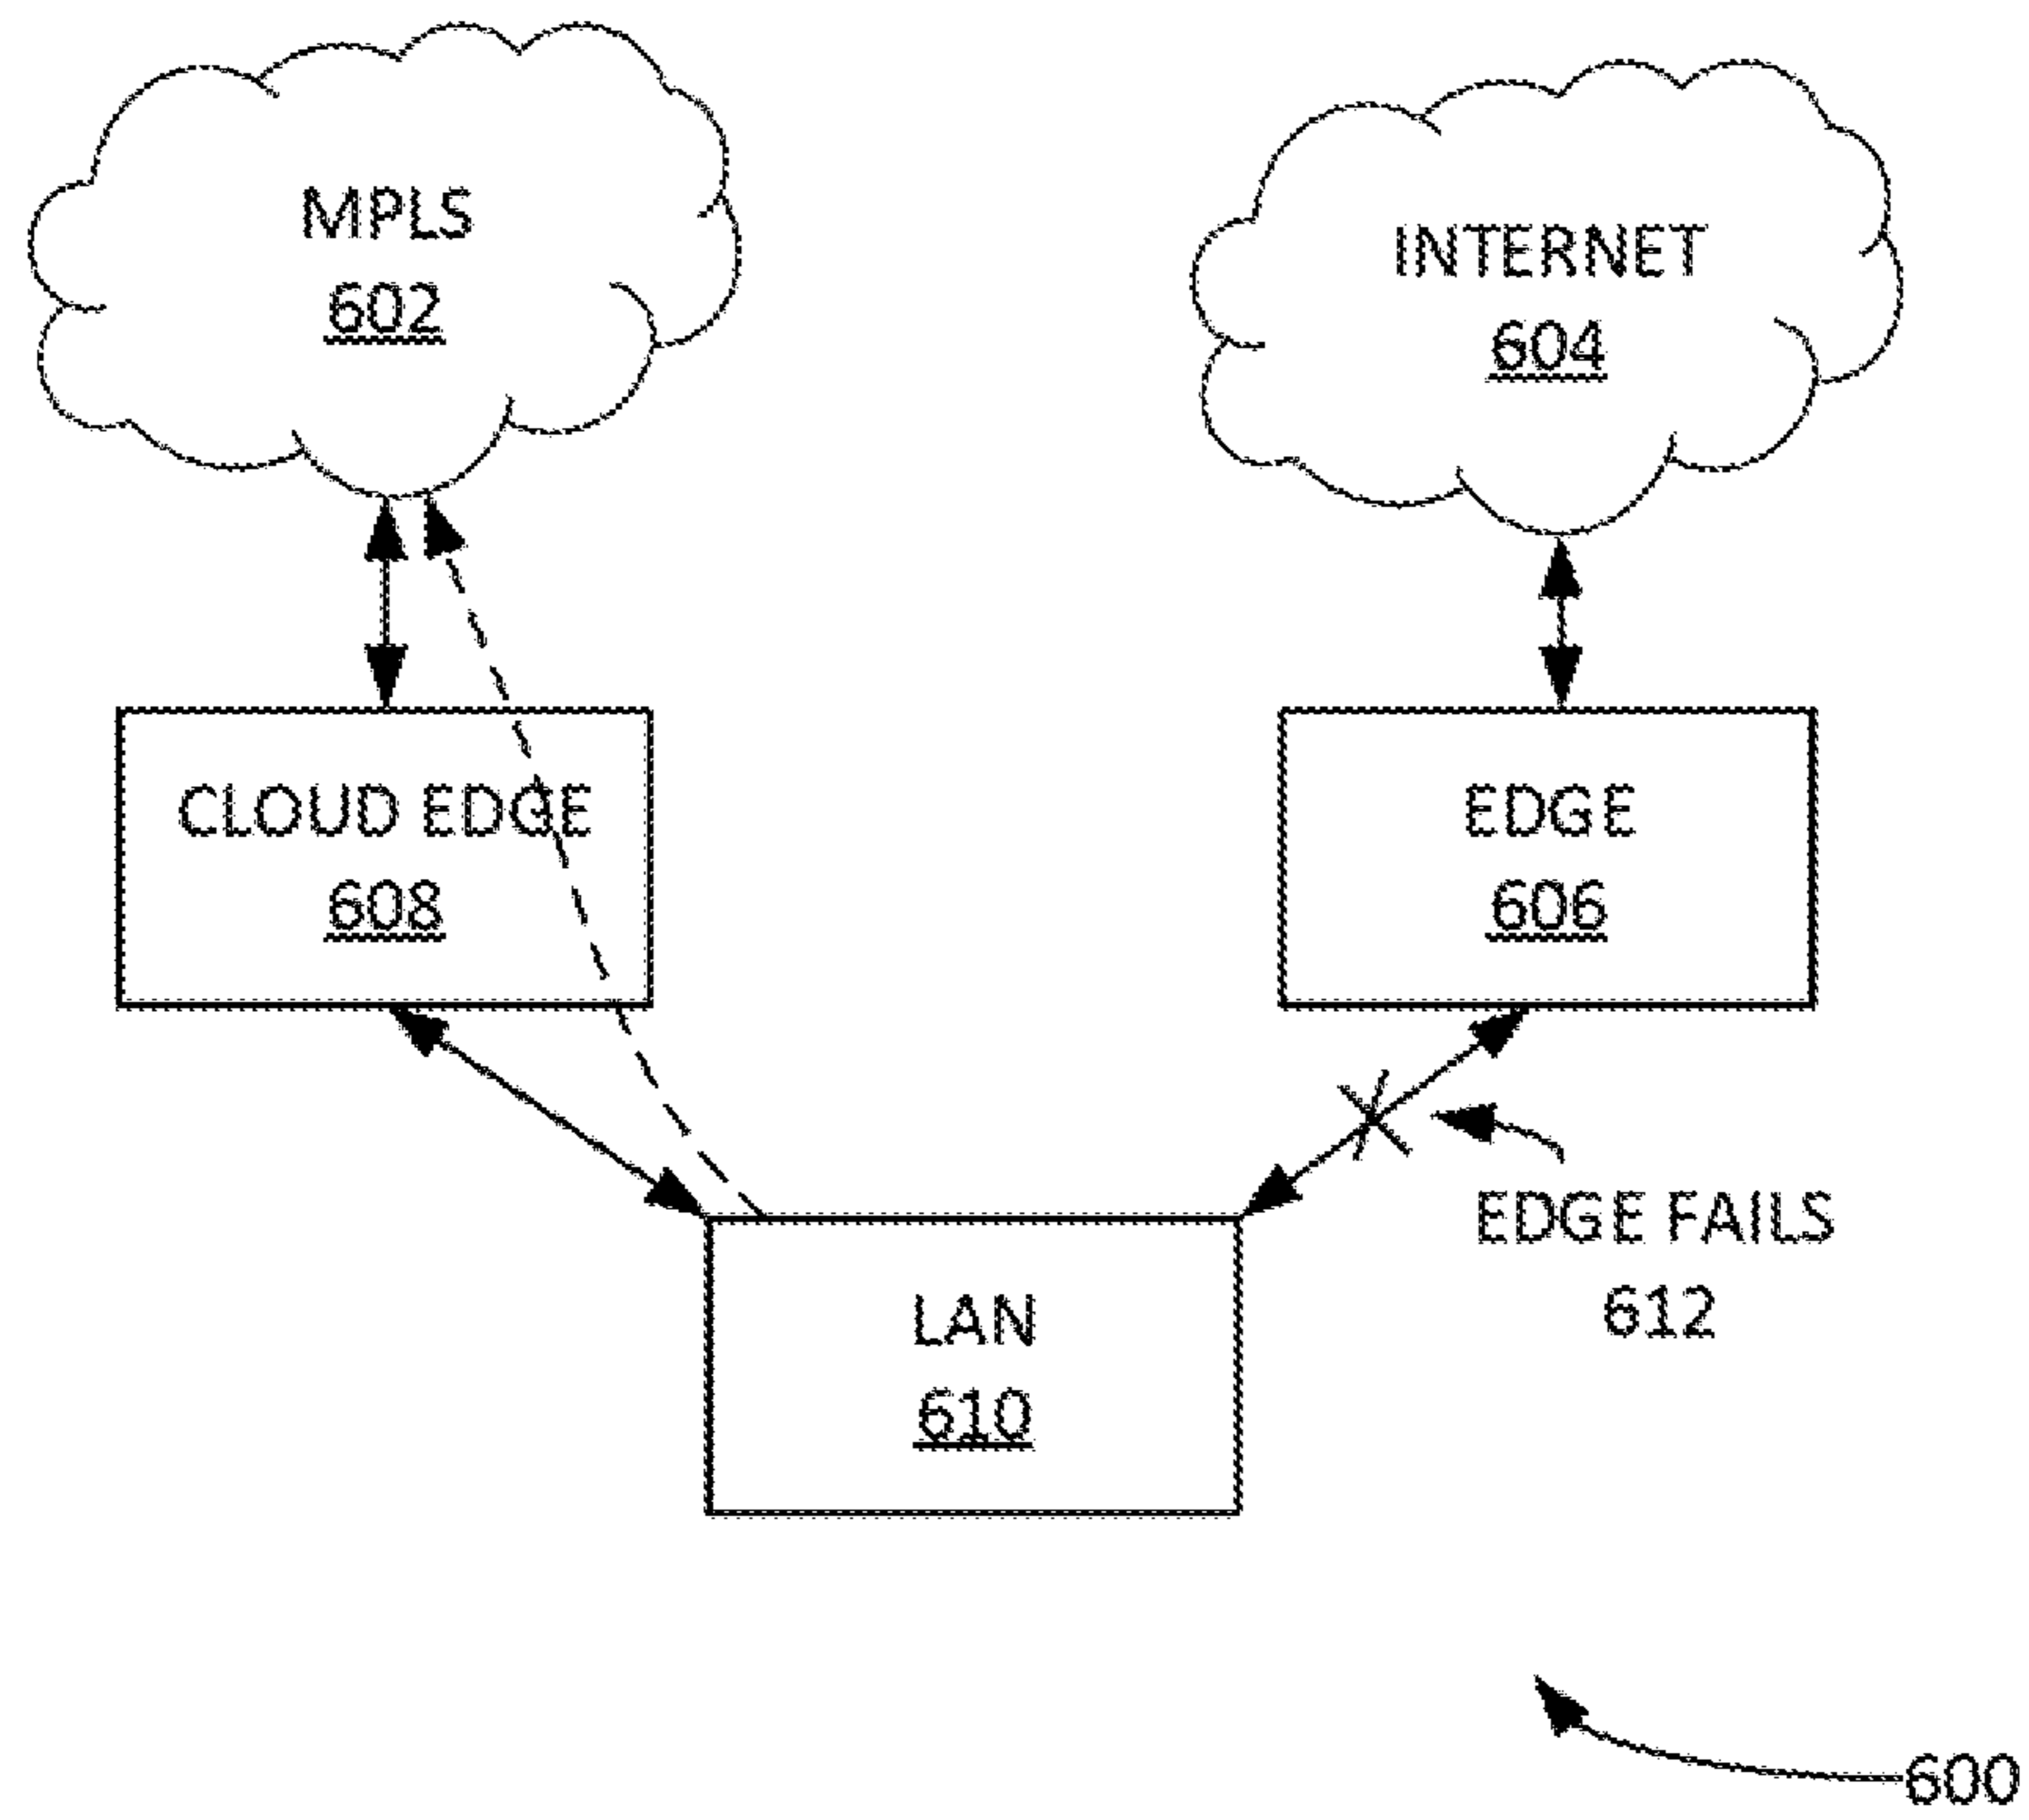 MPLS
602
INTERNET
604
CLOUD EDGE
608
EDGE
606
EDGE FAILS
612
LAN
610
600